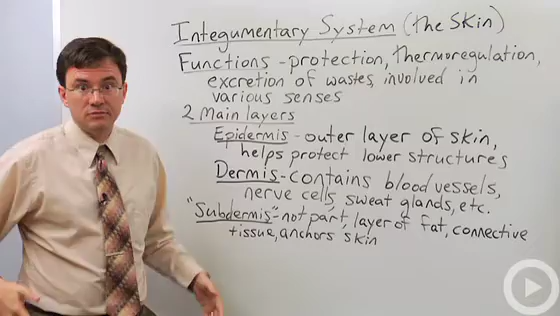 Integumentary System (the Skin)
Functions - protection, thermoregulation,
excretion of wastes, involved in
various senses
2 Main layers
Epidermis - outer layer of skin,
helps protect lower structures
Dermis - contains blood vessels,
nerve cells, sweat glands, etc.
"Subdermis" - not part, layer of fat, connective
tissue, anchors skin